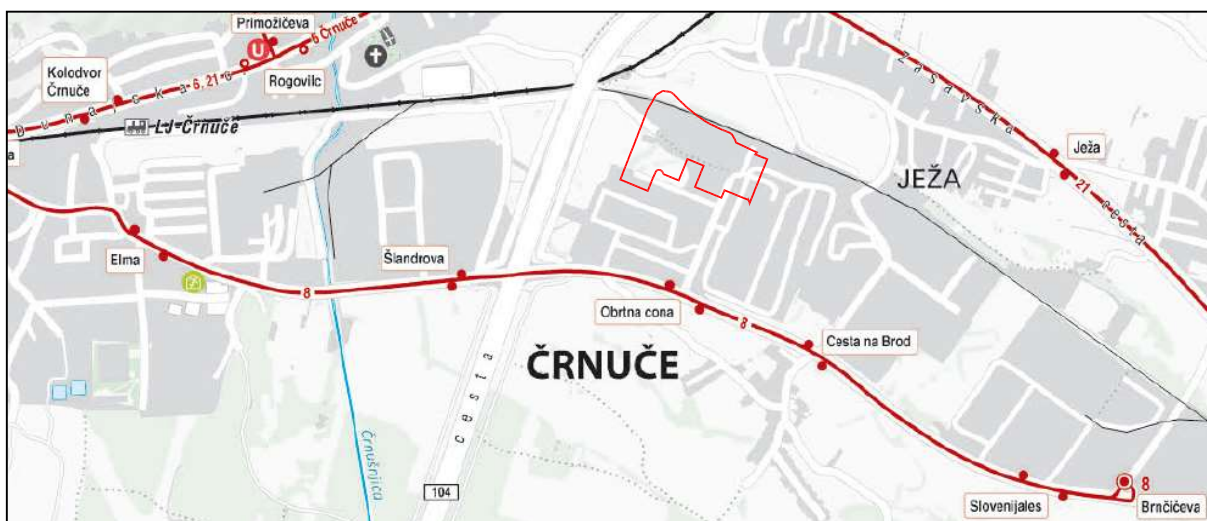 Primožičeva
6 Črnuče
U
Rogovilc
Kolodvor
Črnuče
6, 21
Dunajska c.
LJ-Črnuče
a
Zasavska
Ježa
JEŽA
21
cesta
Elma
Šlandrova
8
Obrtna cona
8
Cesta na Brod
ČRNUČE
cesta
Črnušnjica
104
Slovenijales
8
Brnčičeva